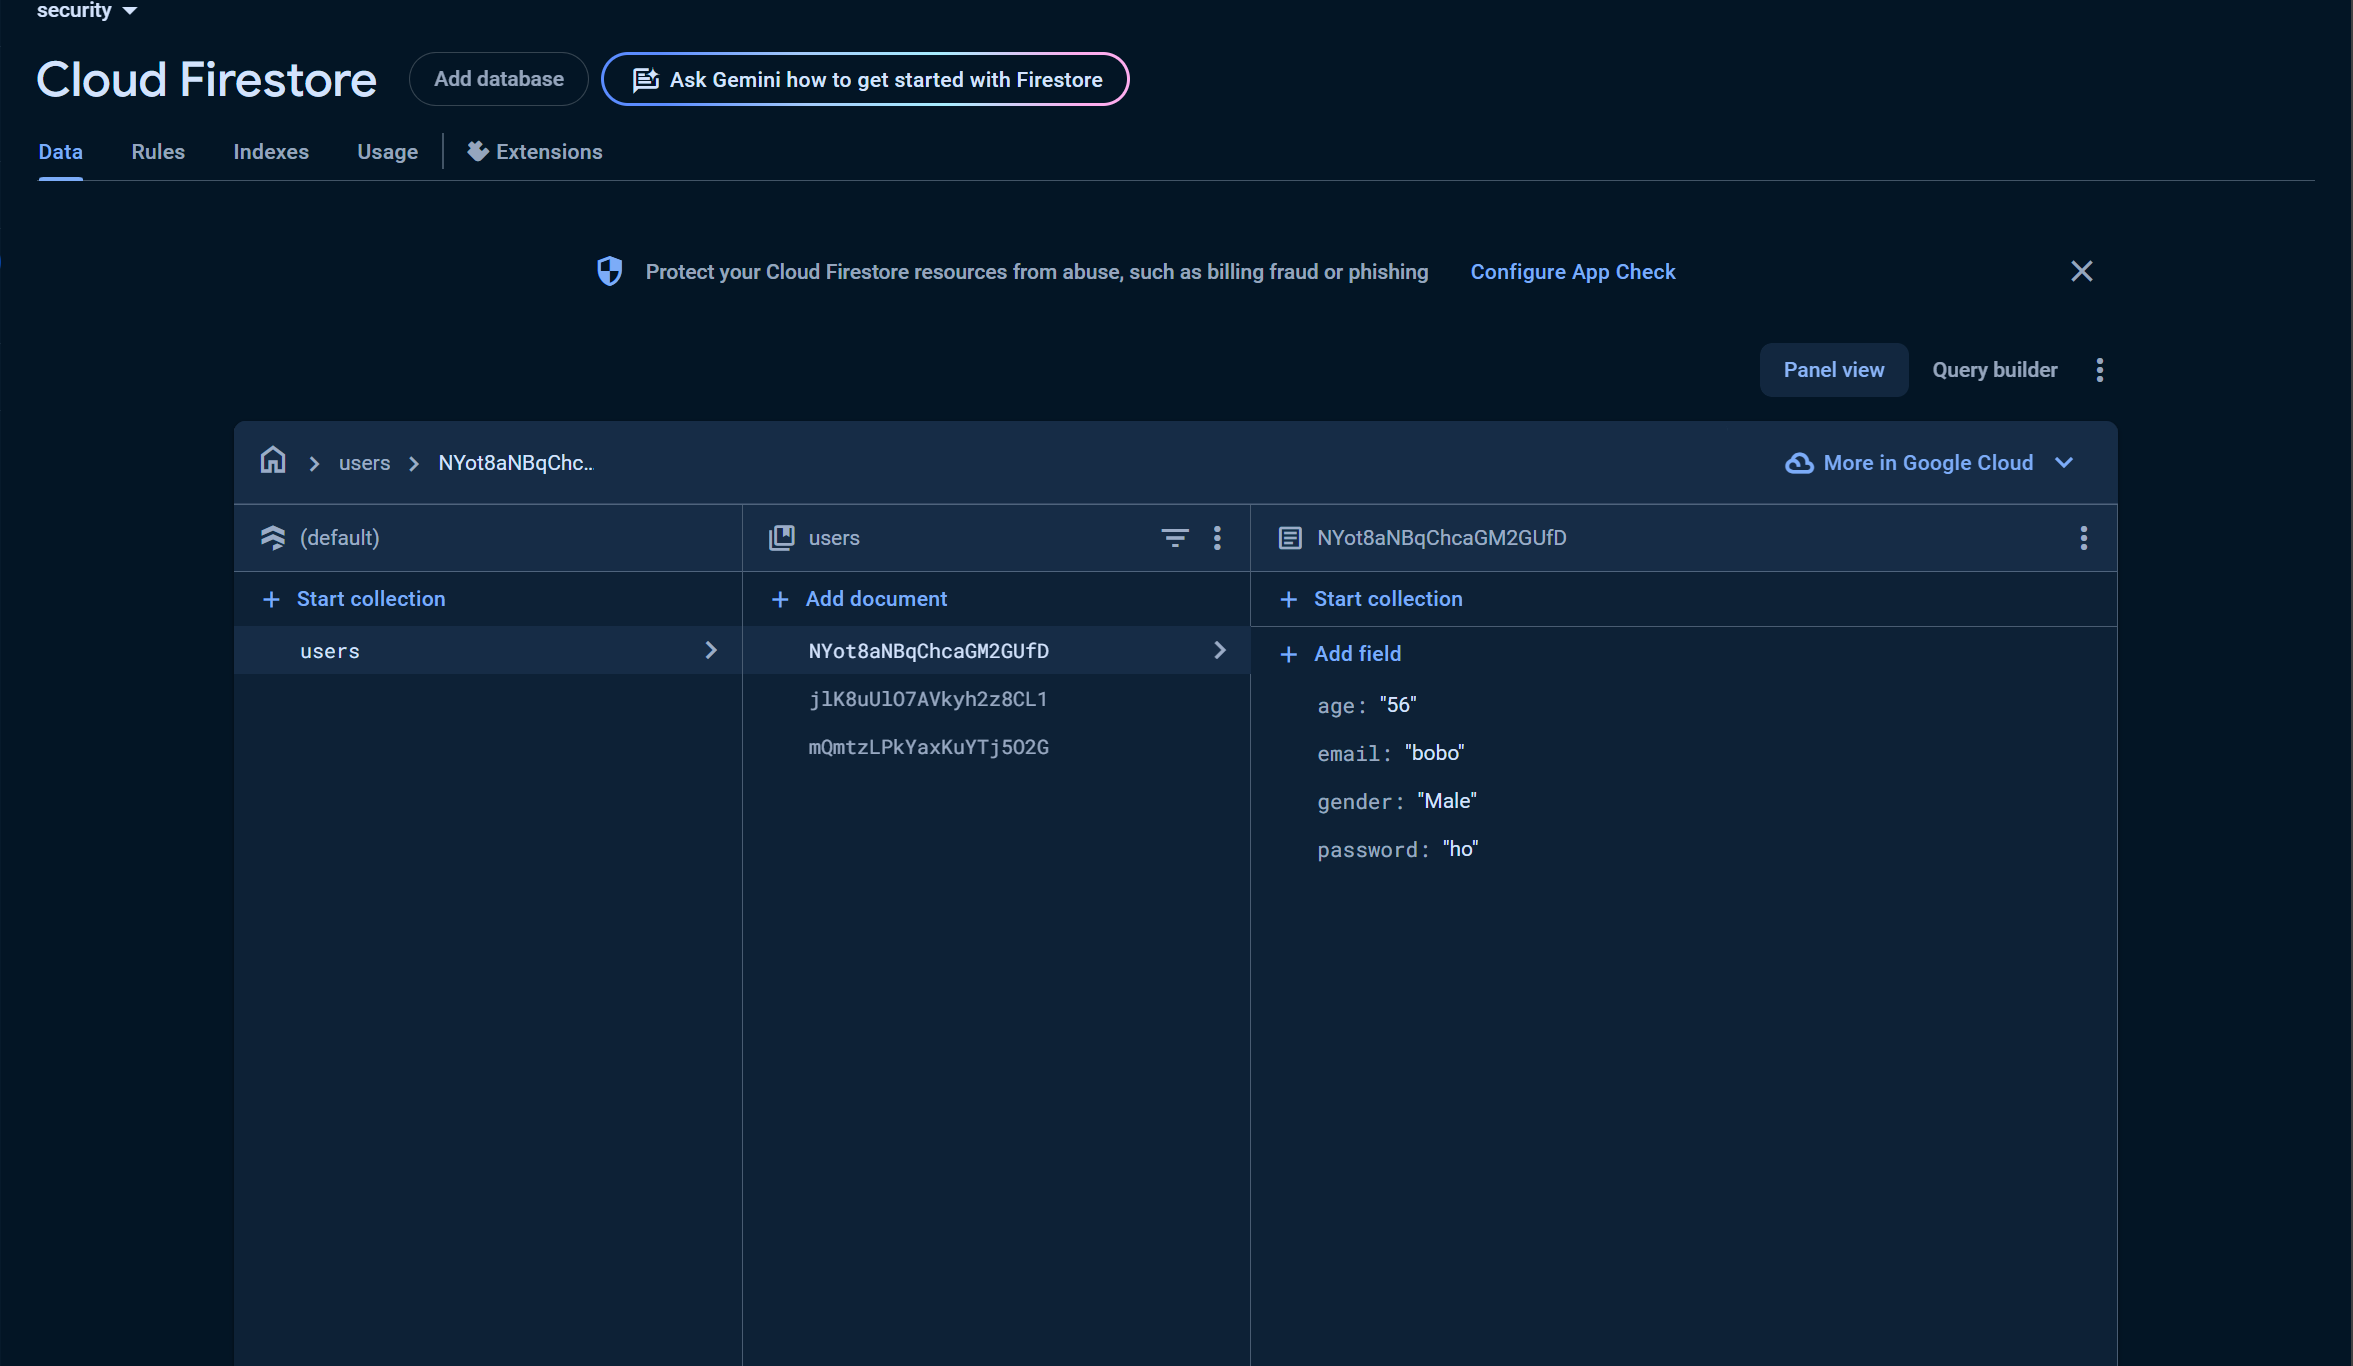 security
Cloud Firestore
Add database
Ask Gemini how to get started with Firestore
Data
Rules
Indexes
Usage
Extensions
Protect your Cloud Firestore resources from abuse, such as billing fraud or phishing
Configure App Check
Panel view
Query builder
users
NYot8aNBqChc...
More in Google Cloud
(default)
users
NYot8aNBqChcaGM2GUfD
Start collection
Add document
Start collection
users
NYot8aNBqChcaGM2GUfD
jlK8uUlO7AVkyh2z8CL1
mQmtzLPkYaxKuYTj5O2G
Add field
age: "56"
email: "bobo"
gender: "Male"
password: "ho"